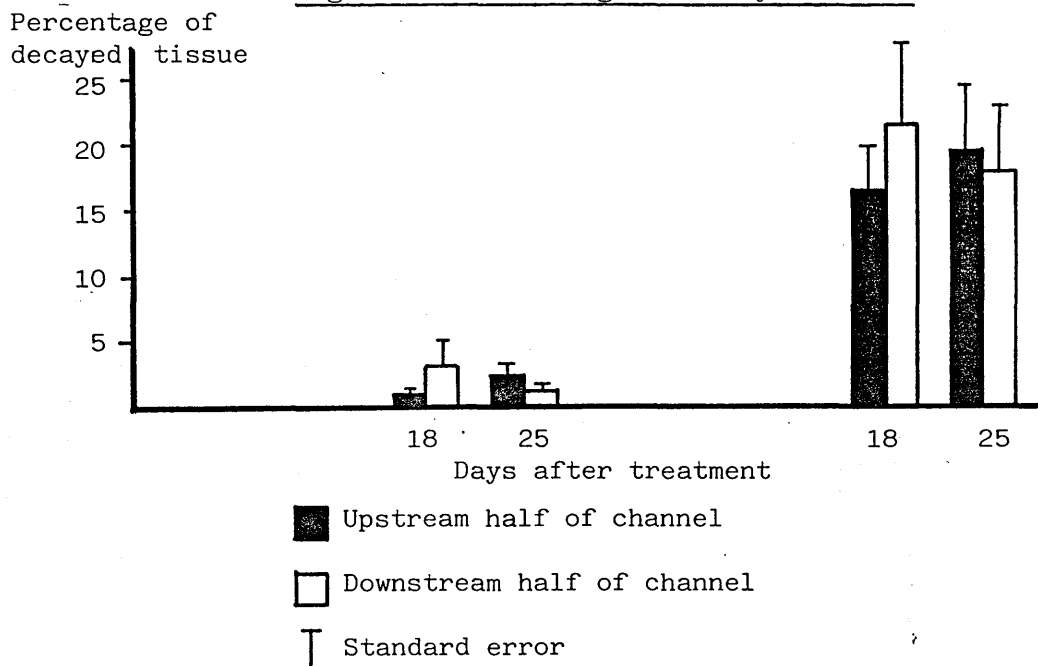 Percentage of
decayed tissue
25
20
15
10
5
18 25 18 25
Days after treatment
Upstream half of channel
Downstream half of channel
Standard error